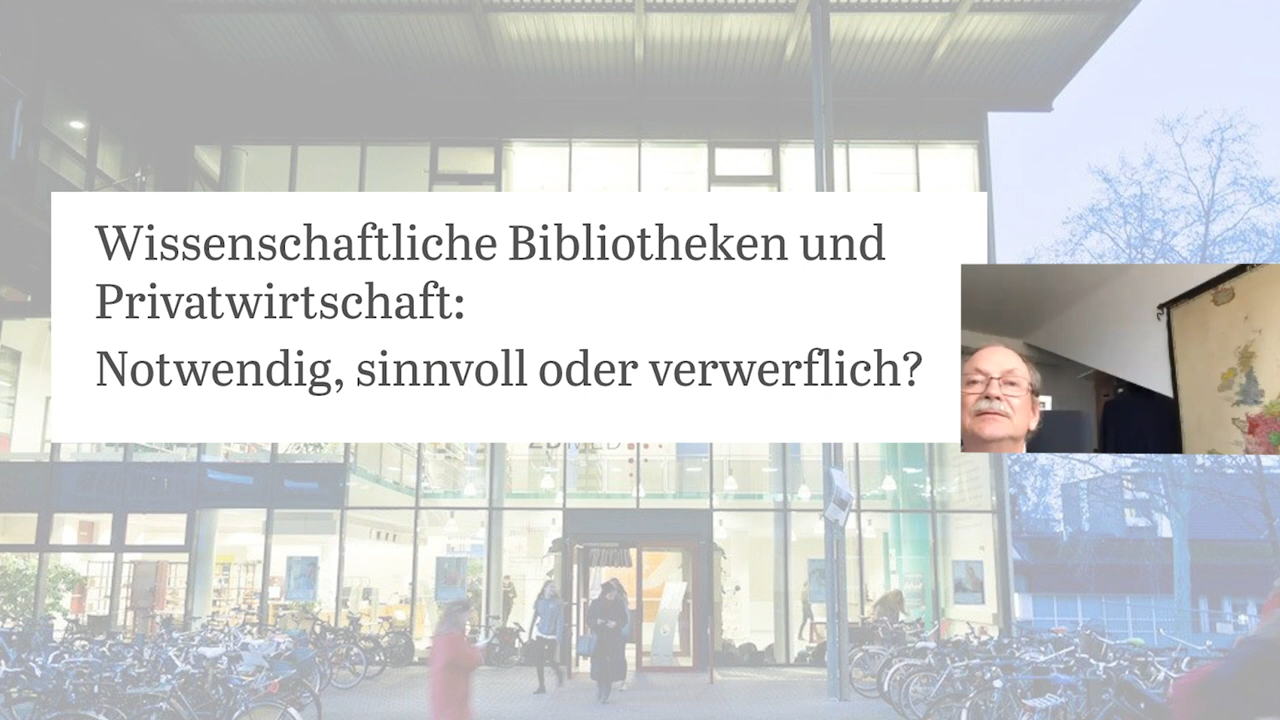 Wissenschaftliche Bibliotheken und
Privatwirtschaft:
Notwendig, sinnvoll oder verwerflich?